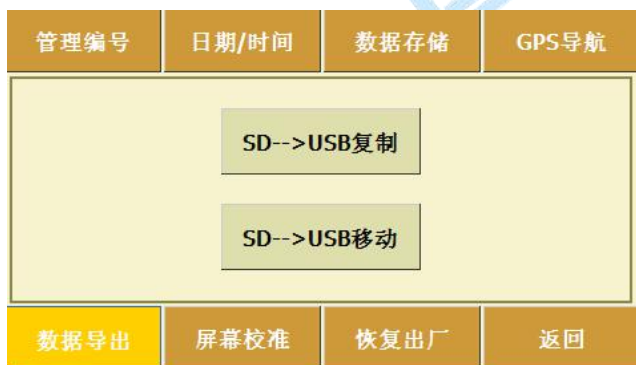 管理编号 日期/时间 数据存储 GPS导航
SD-->USB复制
SD-->USB移动
数据导出 屏幕校准 恢复出厂 返回